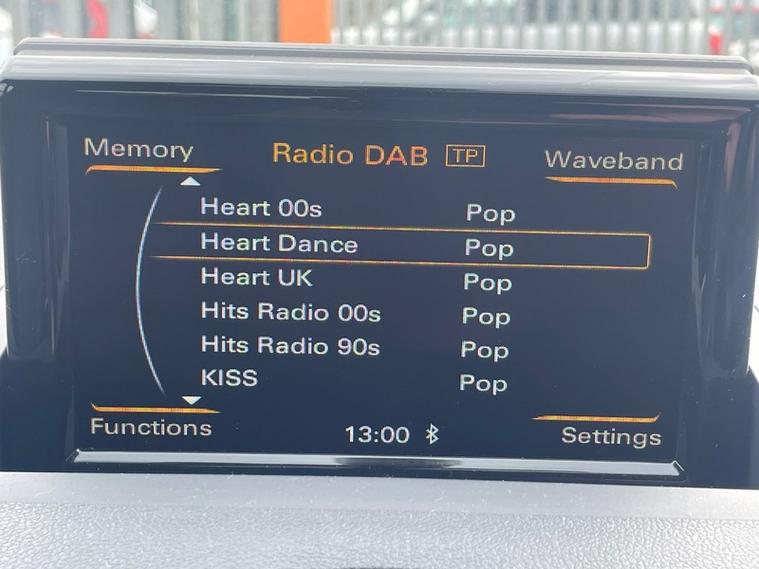 Memory Radio DAB TP Waveband
Heart 00s Pop
Heart Dance Pop
Heart UK Pop
Hits Radio 00s Pop
Hits Radio 90s Pop
KISS Pop
Functions 13:00 Settings